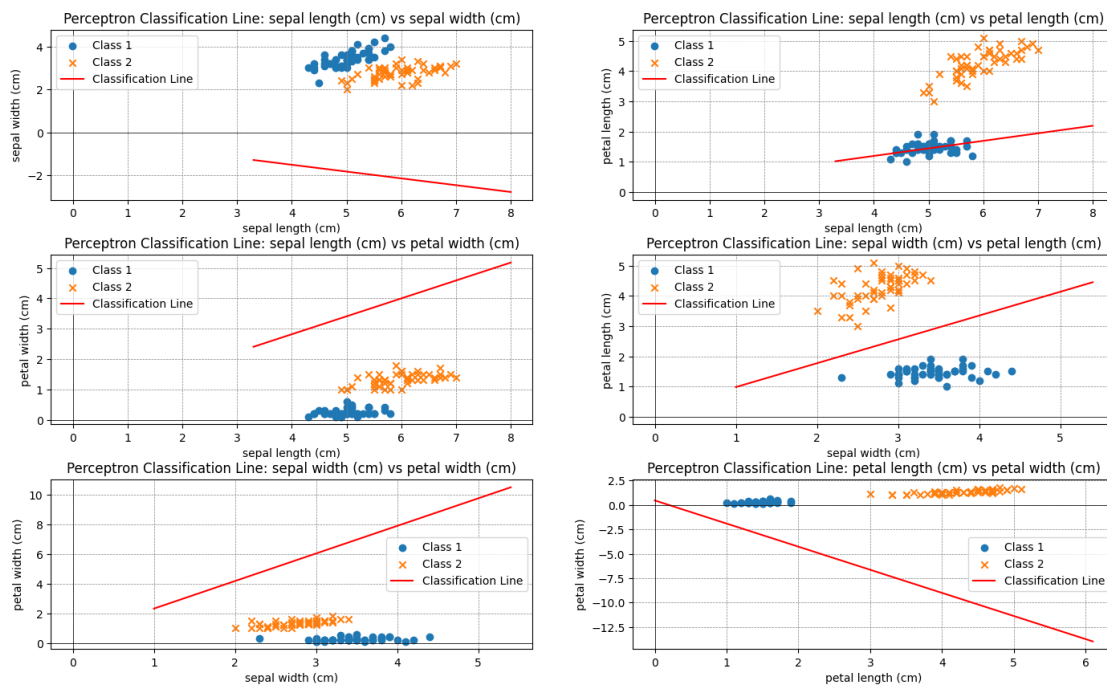 Perceptron Classification Line: sepal length (cm) vs sepal width (cm)
Class 1
Class 2
Classification Line
4
2
0
−2
sepal width (cm)
0 1 2 3 4 5 6 7 8
sepal length (cm)
Perceptron Classification Line: sepal length (cm) vs petal length (cm)
Class 1
Class 2
Classification Line
5
4
3
2
1
0
petal length (cm)
0 1 2 3 4 5 6 7 8
sepal length (cm)
Perceptron Classification Line: sepal length (cm) vs petal width (cm)
Class 1
Class 2
Classification Line
5
4
3
2
1
0
petal width (cm)
0 1 2 3 4 5 6 7 8
sepal length (cm)
Perceptron Classification Line: sepal width (cm) vs petal length (cm)
Class 1
Class 2
Classification Line
5
4
3
2
1
0
petal length (cm)
0 1 2 3 4 5
sepal width (cm)
Perceptron Classification Line: sepal width (cm) vs petal width (cm)
Class 1
Class 2
Classification Line
10
8
6
4
2
0
petal width (cm)
0 1 2 3 4 5
sepal width (cm)
Perceptron Classification Line: petal length (cm) vs petal width (cm)
Class 1
Class 2
Classification Line
2.5
0.0
−2.5
−5.0
−7.5
−10.0
−12.5
petal width (cm)
0 1 2 3 4 5 6
petal length (cm)